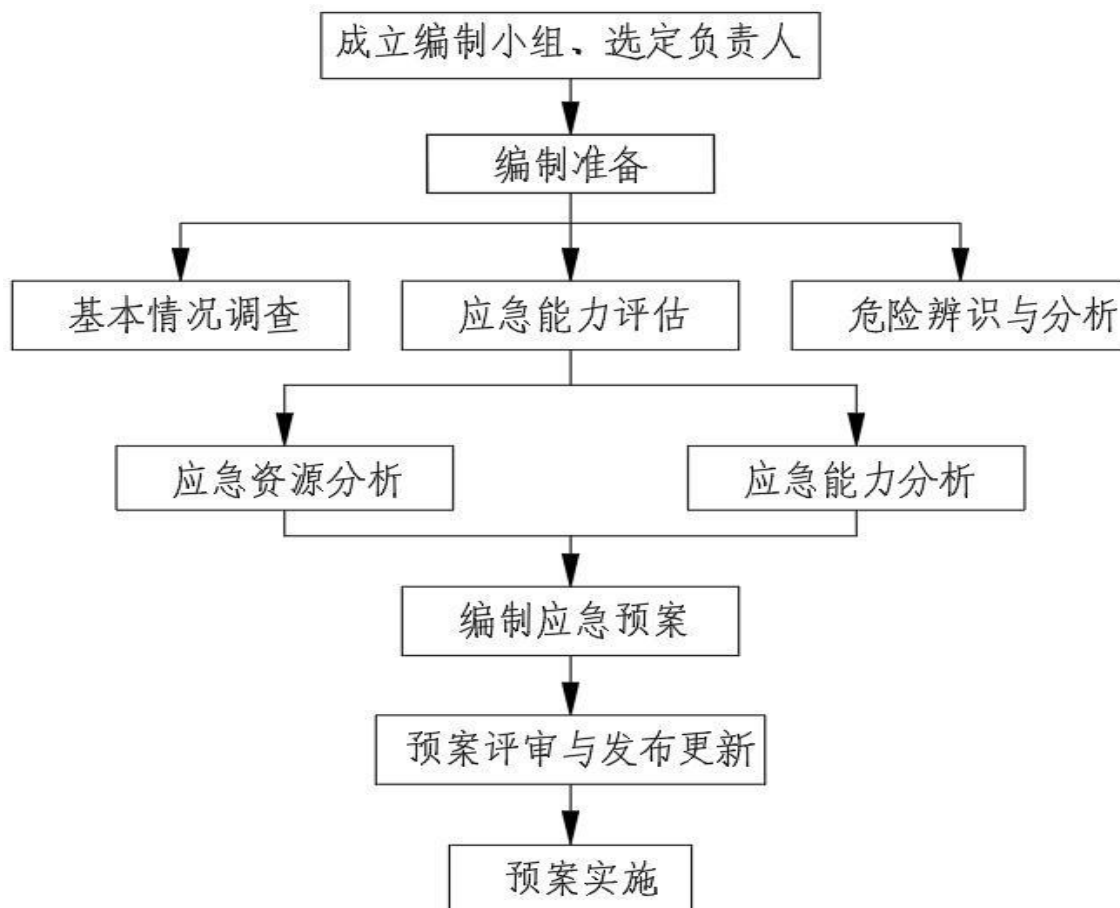 成立编制小组、选定负责人
编制准备
基本情况调查
应急能力评估
危险辨识与分析
应急资源分析
应急能力分析
编制应急预案
预案评审与发布更新
预案实施